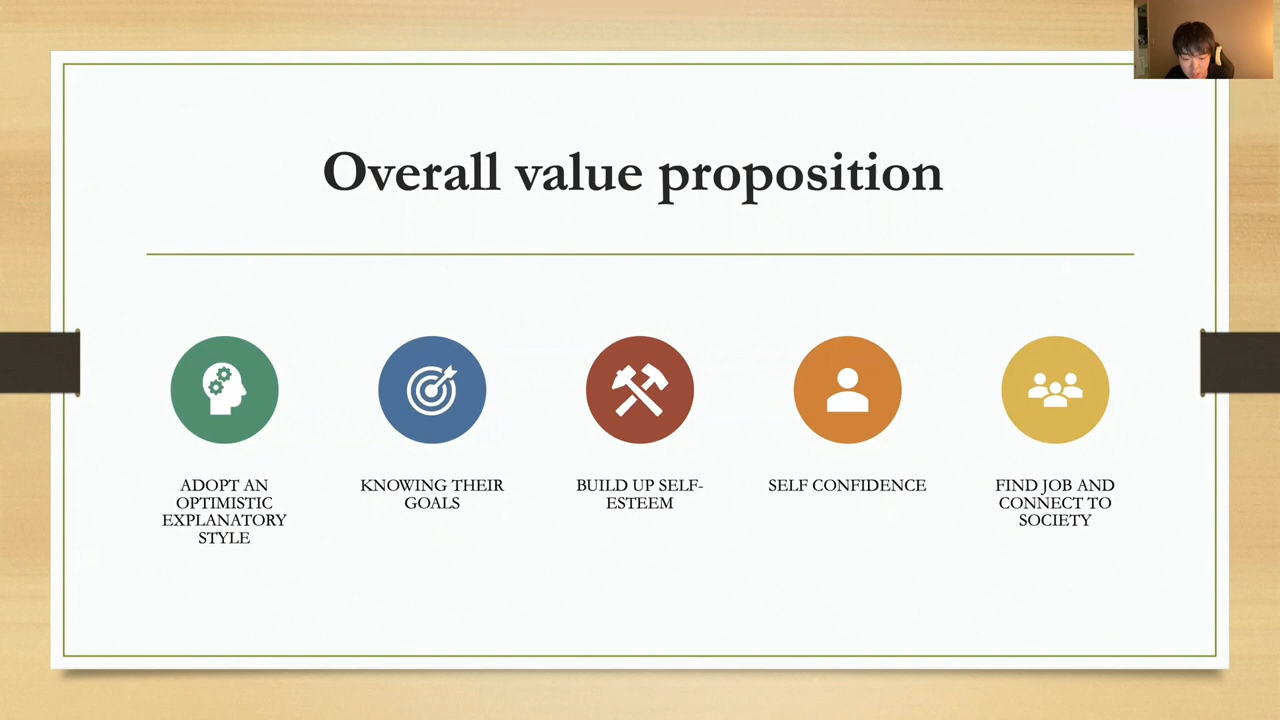 Overall value proposition
ADOPT AN
OPTIMISTIC
EXPLANATORY
STYLE
KNOWING THEIR
GOALS
BUILD UP SELF-
ESTEEM
SELF CONFIDENCE
FIND JOB AND
CONNECT TO
SOCIETY